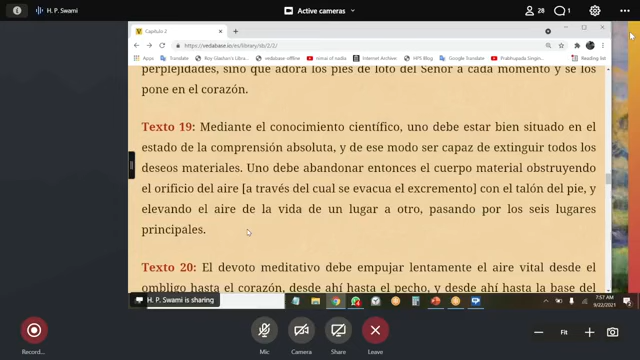 H. P. Swami
Active cameras
28
1
Capítulo 2
https://vedabase.io/es/library/sb/2/2/
Apps
Google Translate
Roy Gladian's Library...
vedabase offline
nimai of nadia
Internet Archive
HPS Blog
Google Translate
Prabhupada Singin...
Reading list
perplejidades, sino que adora los pies de loto del Señor a cada momento y se los
pone en el corazón.
Texto 19: Mediante el conocimiento científico, uno debe estar bien situado en el
estado de la comprensión absoluta, y de ese modo ser capaz de extinguir todos los
deseos materiales. Uno debe abandonar entonces el cuerpo material obstruyendo
el orificio del aire [a través del cual se evacua el excremento] con el talón del pie, y
elevando el aire de la vida de un lugar a otro, pasando por los seis lugares
principales.
Texto 20: El devoto meditativo debe empujar lentamente el aire vital desde el
ombligo hasta el corazón, desde ahí hasta el pecho, y desde ahí hasta la base del
H. P. Swami is sharing
7:57 AM
9/22/2021
Record
Mic
Camera
Share
Leave
Fit